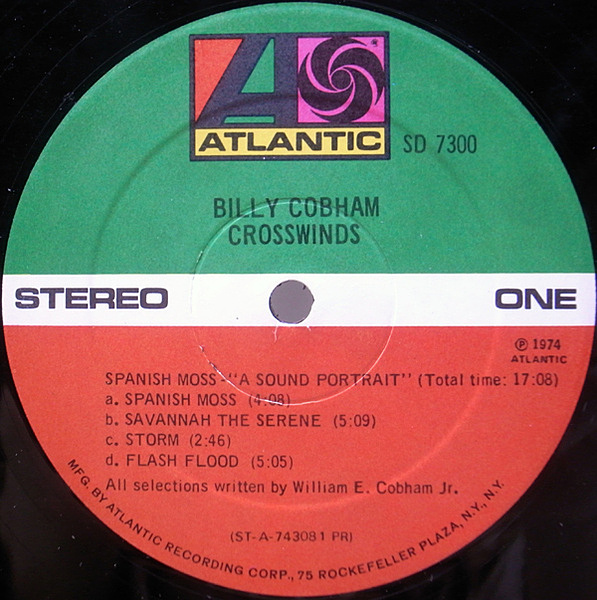 ATLANTIC
SD 7300
BILLY COBHAM
CROSSWINDS
STEREO
ONE
℗ 1974
ATLANTIC
SPANISH MOSS-"A SOUND PORTRAIT" (Total time: 17:08)
a. SPANISH MOSS (4:08)
b. SAVANNAH THE SERENE (5:09)
c. STORM (2:46)
d. FLASH FLOOD (5:05)
All selections written by William E. Cobham Jr.
(ST-A-743081 PR)
MFG. BY ATLANTIC RECORDING CORP., 75 ROCKEFELLER PLAZA, N.Y., N.Y.